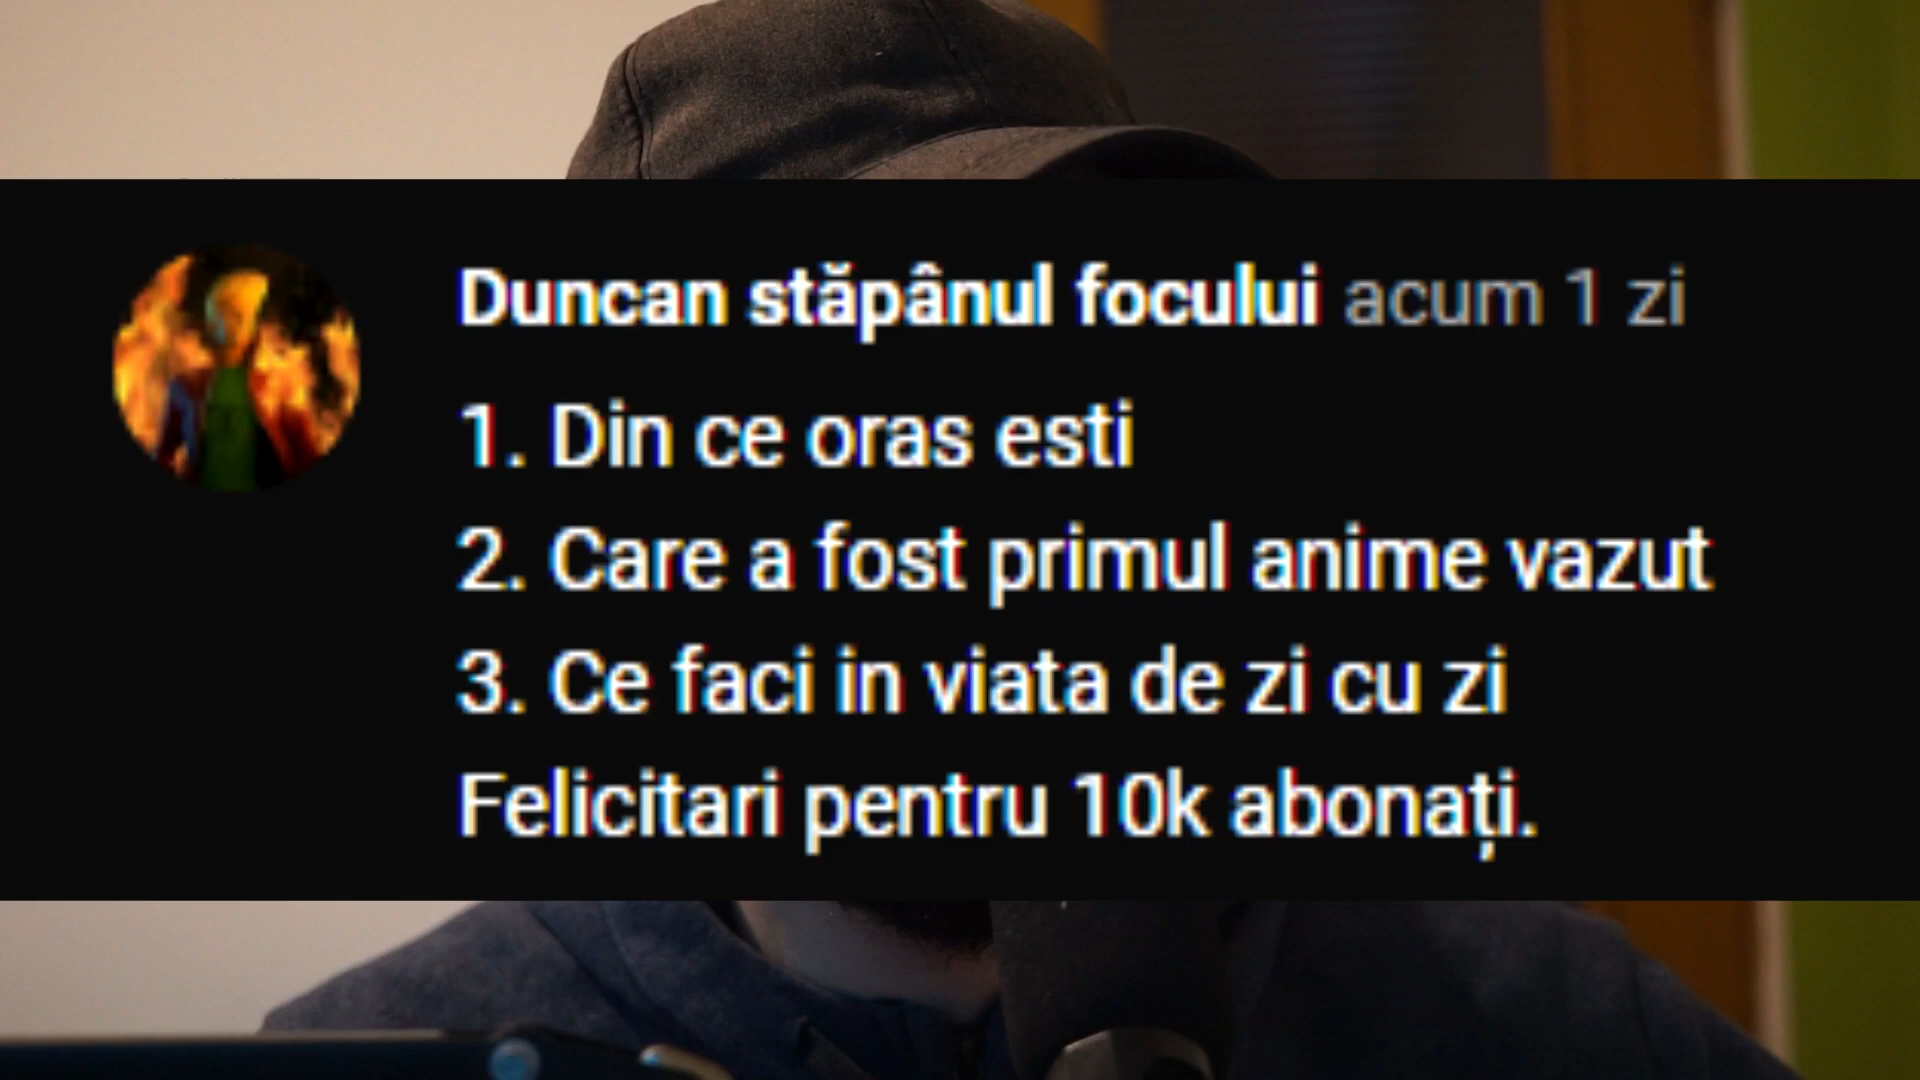 Duncan stăpânul focului acum 1 zi
1. Din ce oras esti
2. Care a fost primul anime vazut
3. Ce faci in viata de zi cu zi
Felicitari pentru 10k abonați.